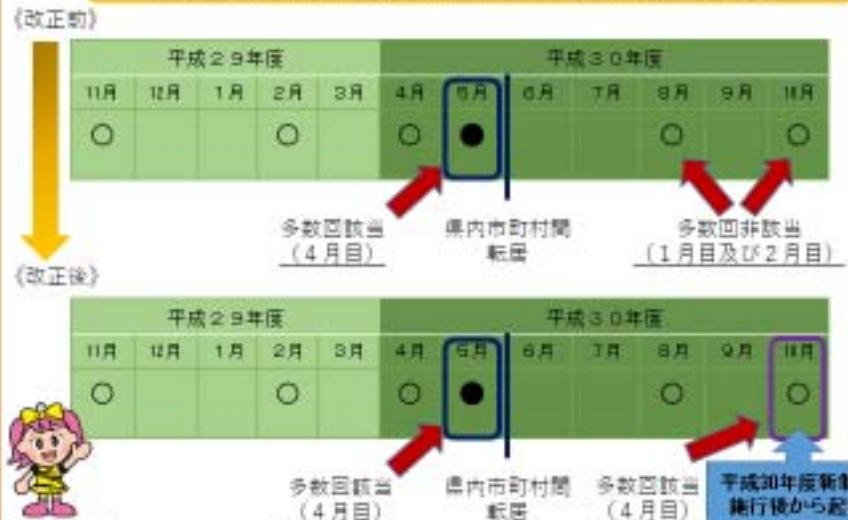 《改正前》
平成29年度 平成30年度
11月 12月 1月 2月 3月 4月 5月 6月 7月 8月 9月 10月
○ ○ ○ ● ○ ○
多数回該当 県内市町村間 多数回非該当
(4月目) 転居 (1月目及び2月目)
《改正後》
平成29年度 平成30年度
11月 12月 1月 2月 3月 4月 5月 6月 7月 8月 9月 10月
○ ○ ○ ● ○ ○
多数回該当 県内市町村間 多数回該当 平成30年度新
(4月目) 転居 (4月目) 施行後から起